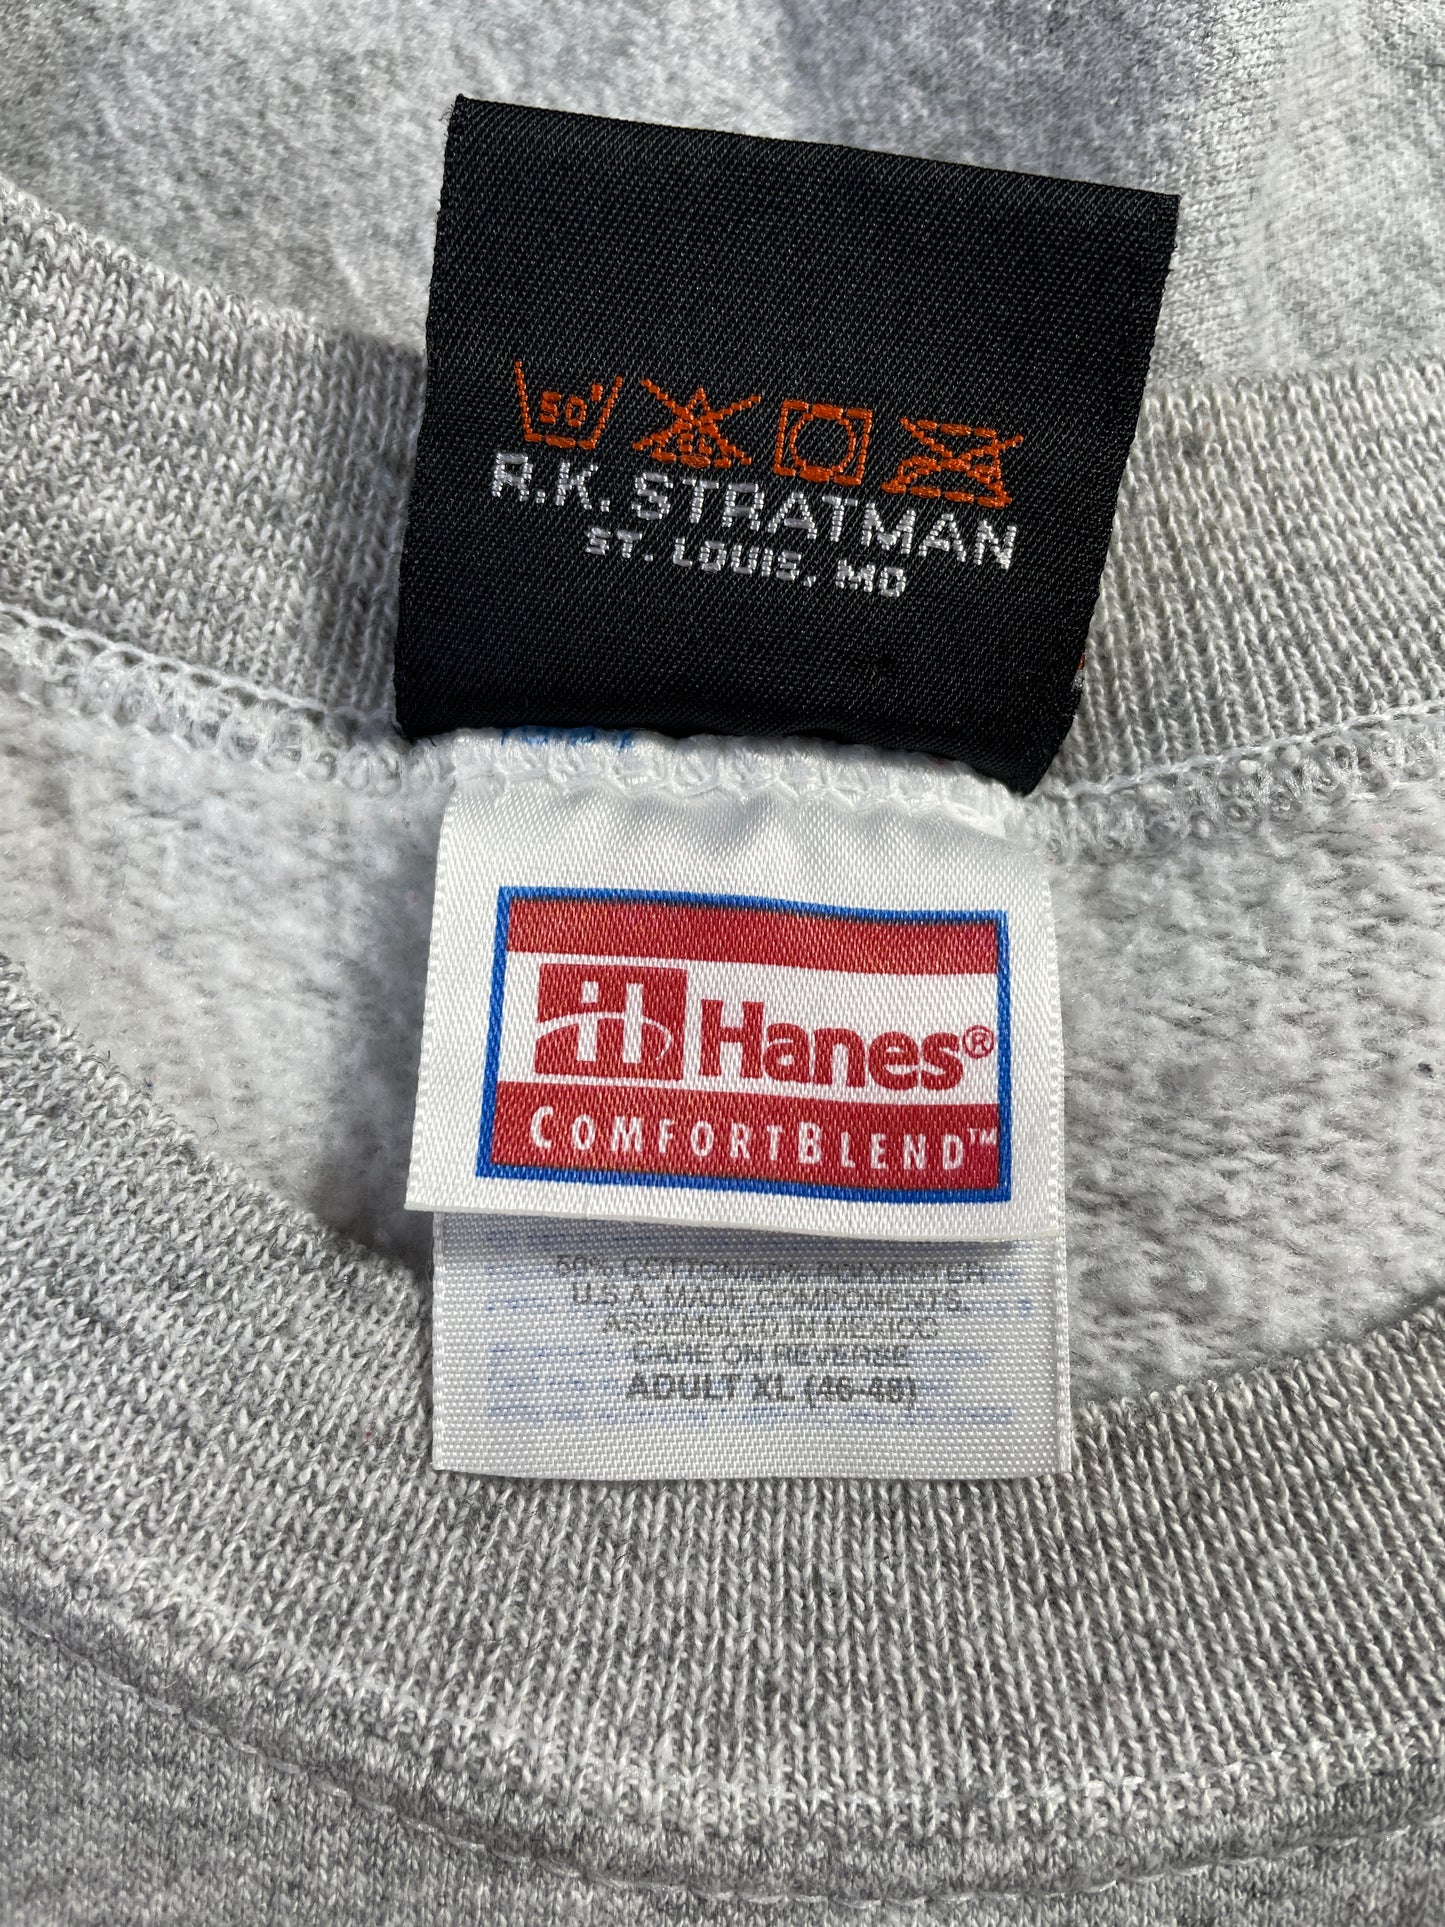 50°
CL
R.K. STRATMAN
ST. LOUIS, MO
Hanes®
COMFORTBLEND™
50% COTTON 50% POLYESTER
U.S.A. MADE COMPONENTS.
ASSEMBLED IN MEXICO
CARE ON REVERSE
ADULT XL (46-48)